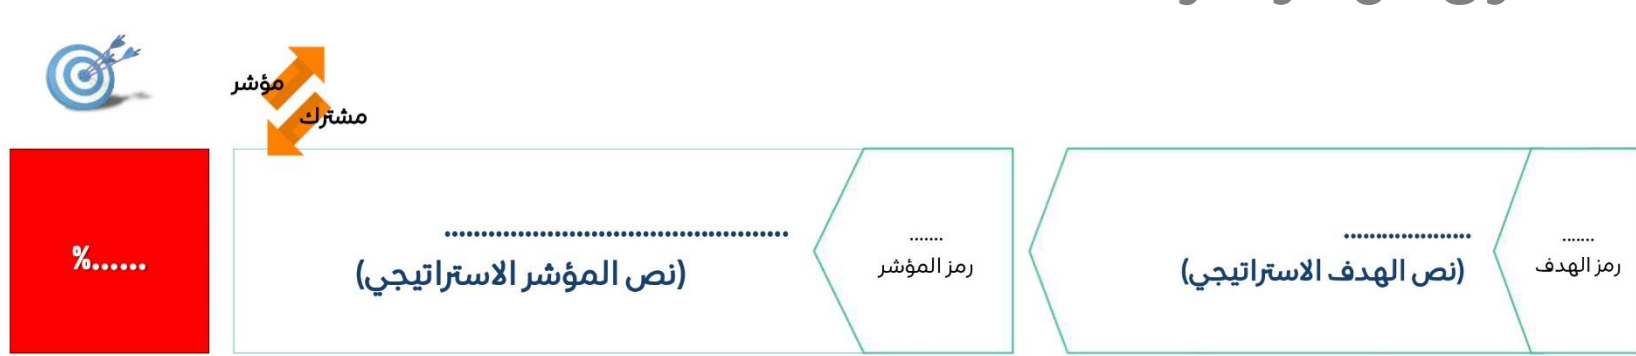 مؤشر
مشترك
.......
رمز الهدف
....................
(نص الهدف الاستراتيجي)
.......
رمز المؤشر
...............................................
(نص المؤشر الاستراتيجي)
%......